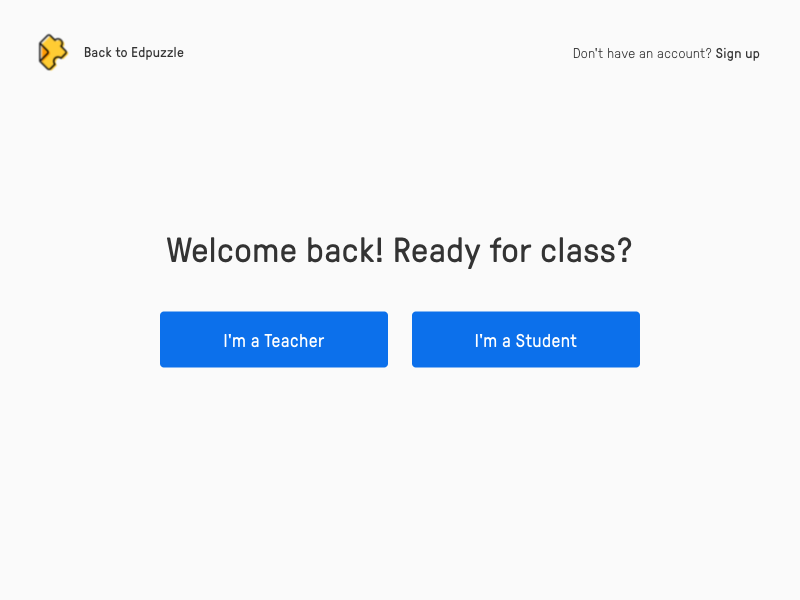 Back to Edpuzzle
Don't have an account? Sign up
Welcome back! Ready for class?
I'm a Teacher
I'm a Student